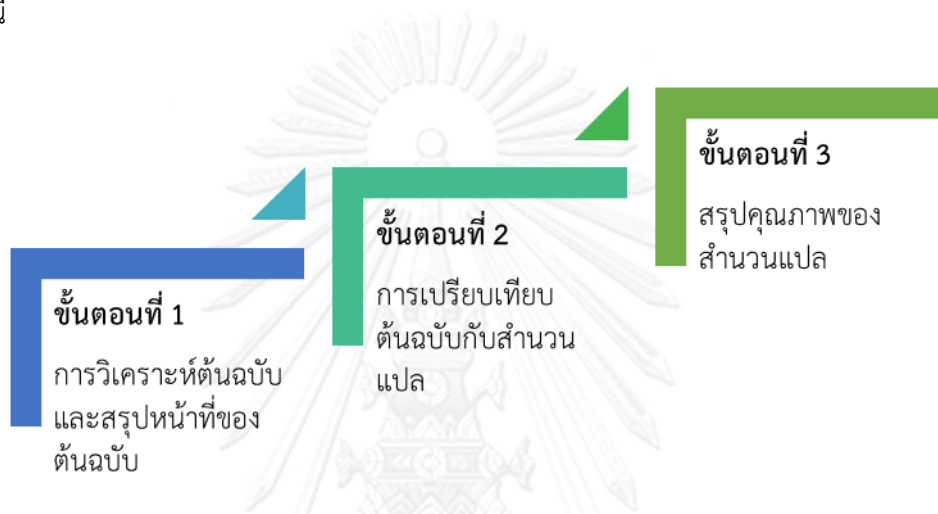 ขั้นตอนที่ 1
การวิเคราะห์ต้นฉบับ
และสรุปหน้าที่ของ
ต้นฉบับ
ขั้นตอนที่ 2
การเปรียบเทียบ
ต้นฉบับกับสำนวน
แปล
ขั้นตอนที่ 3
สรุปคุณภาพของ
สำนวนแปล